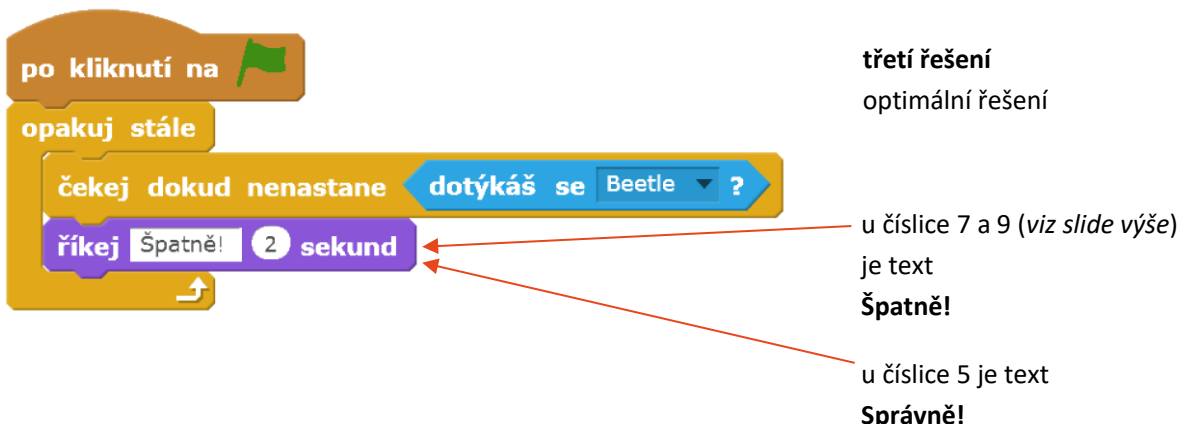 po kliknutí na
opakuj stále
čekej dokud nenastane dotýkáš se Beetle ?
říkej Špatně! 2 sekund
třetí řešení
optimální řešení
u číslice 7 a 9 (viz slide výše)
je text
Špatně!
u číslice 5 je text
Správně!